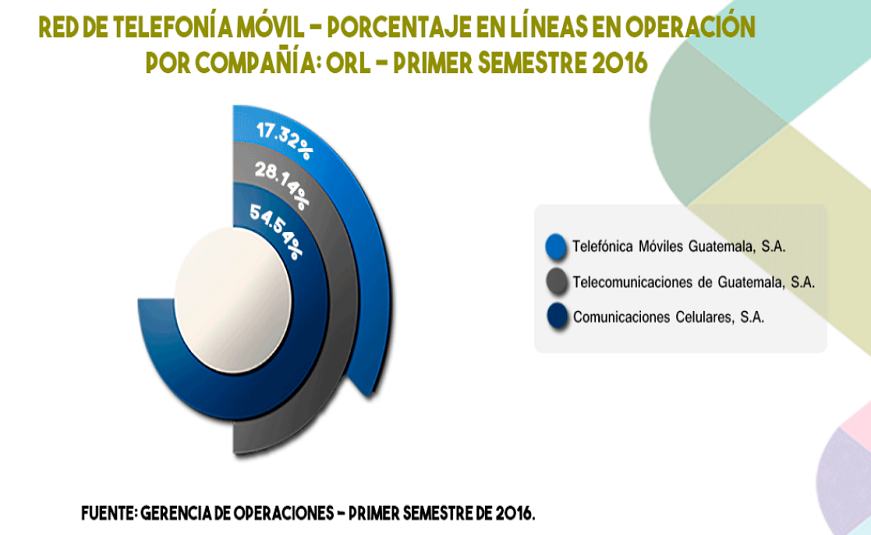 RED DE TELEFONÍA MÓVIL – PORCENTAJE EN LÍNEAS EN OPERACIÓN
POR COMPAÑÍA: ORL – PRIMER SEMESTRE 2016
17.32%
28.14%
54.54%
Telefónica Móviles Guatemala, S.A.
Telecomunicaciones de Guatemala, S.A.
Comunicaciones Celulares, S.A.
FUENTE: GERENCIA DE OPERACIONES – PRIMER SEMESTRE DE 2016.